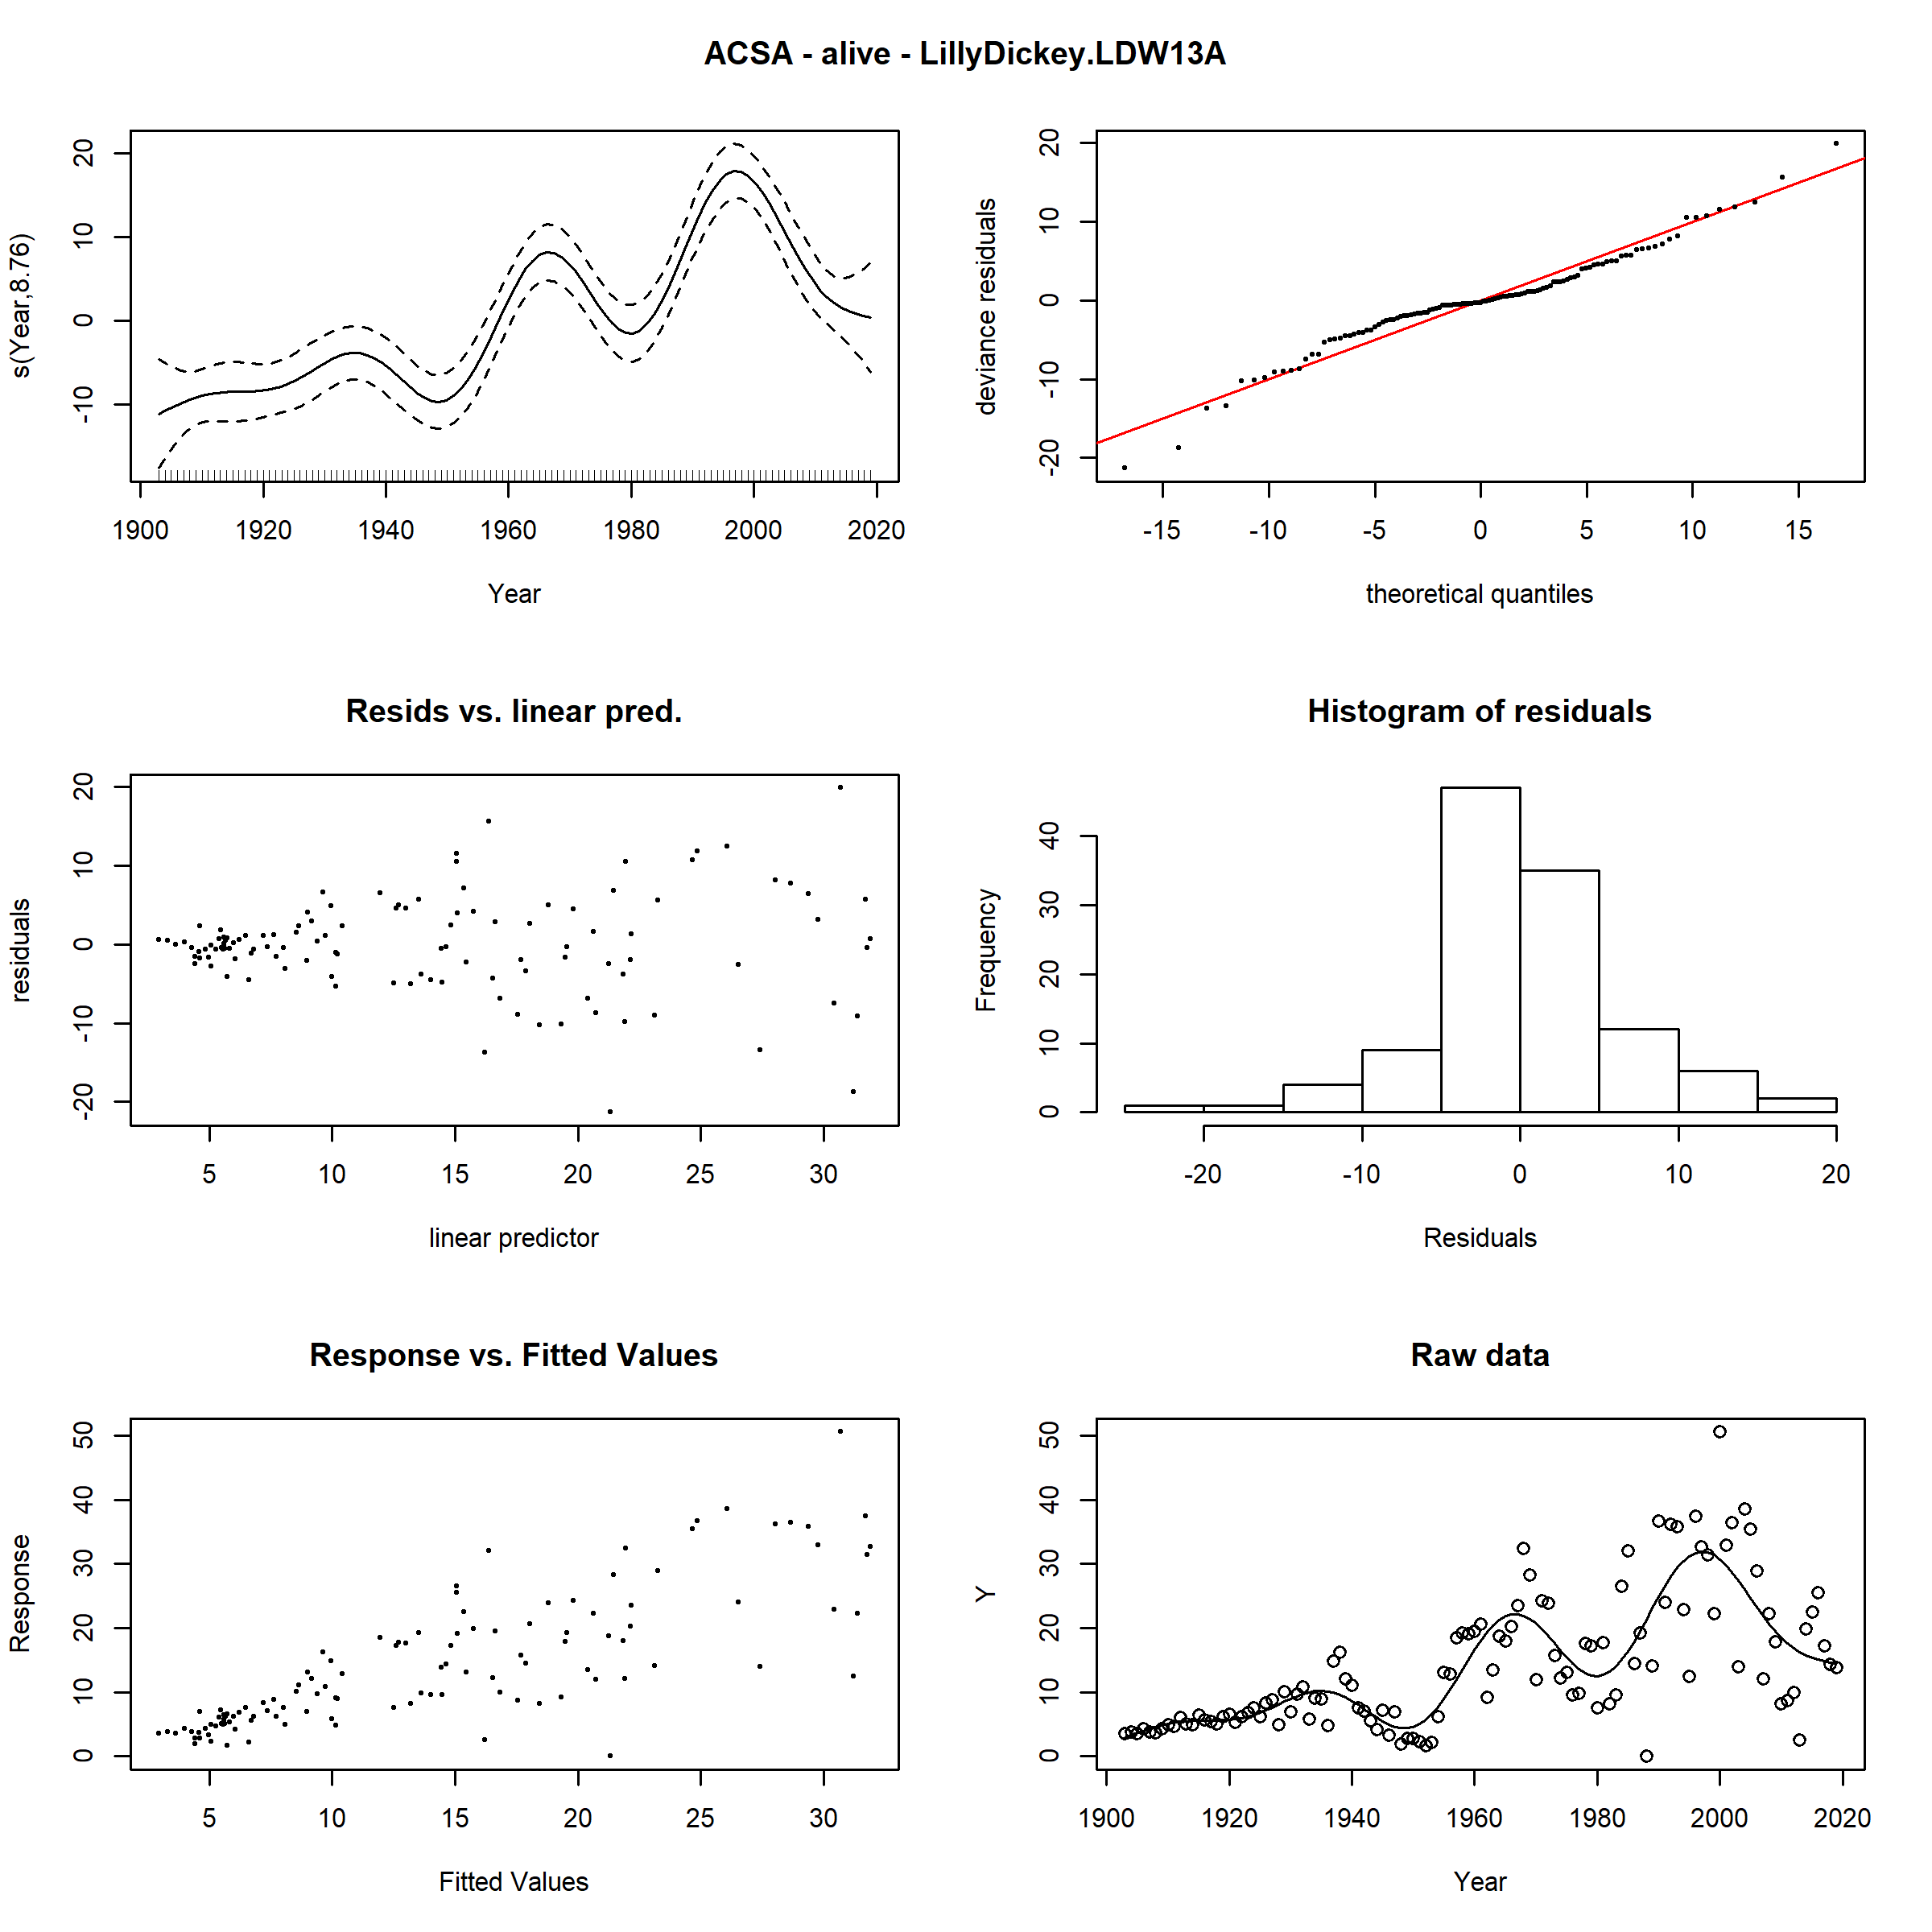 ACSA - alive - LillyDickey.LDW13A
s(Year,8.76)
20
10
0
-10
1900 1920 1940 1960 1980 2000 2020
Year
deviance residuals
20
10
0
-10
-20
-15 -10 -5 0 5 10 15
theoretical quantiles
Resids vs. linear pred.
residuals
20
10
0
-10
-20
5 10 15 20 25 30
linear predictor
Histogram of residuals
Frequency
40
30
20
10
0
-20 -10 0 10 20
Residuals
Response vs. Fitted Values
Response
50
40
30
20
10
0
5 10 15 20 25 30
Fitted Values
Raw data
Y
50
40
30
20
10
0
1900 1920 1940 1960 1980 2000 2020
Year